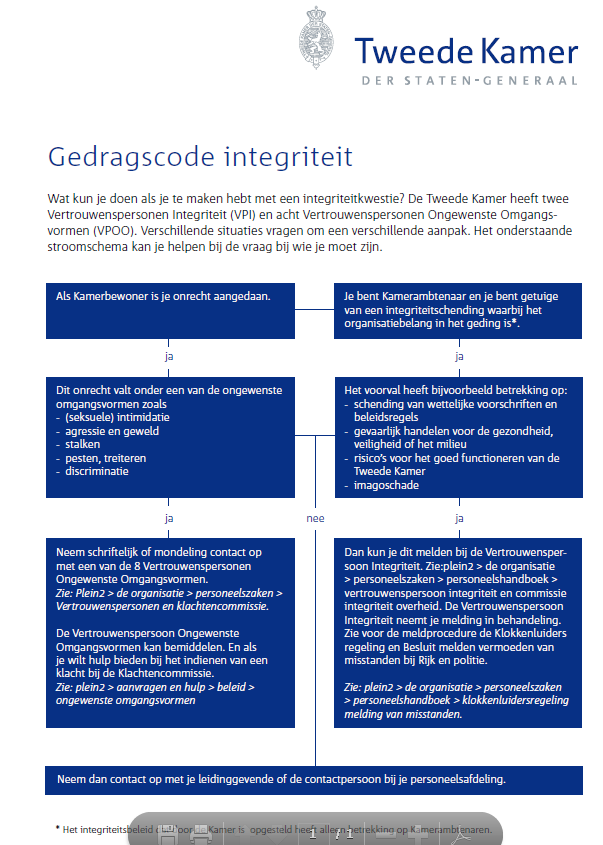 Tweede Kamer
DER STATEN-GENERAAL
Gedragscode integriteit
Wat kun je doen als je te maken hebt met een integriteitkwestie? De Tweede Kamer heeft twee
Vertrouwenspersonen Integriteit (VPI) en acht Vertrouwenspersonen Ongewenste Omgangs-
vormen (VPOO). Verschillende situaties vragen om een verschillende aanpak. Het onderstaande
stroomschema kan je helpen bij de vraag bij wie je moet zijn.
Als Kamerbewoner is je onrecht aangedaan.
Je bent Kamerambtenaar en je bent getuige
van een integriteitschending waarbij het
organisatiebelang in het geding is*.
ja
ja
Dit onrecht valt onder een van de ongewenste
omgangsvormen zoals
- (seksuele) intimidatie
- agressie en geweld
- stalken
- pesten, treiteren
- discriminatie
Het voorval heeft bijvoorbeeld betrekking op:
- schending van wettelijke voorschriften en
beleidsregels
- gevaarlijk handelen voor de gezondheid,
veiligheid of het milieu
- risico's voor het goed functioneren van de
Tweede Kamer
- imagoschade
ja
nee
ja
Neem schriftelijk of mondeling contact op
met een van de 8 Vertrouwenspersonen
Ongewenste Omgangsvormen.
Zie: Plein2 > de organisatie > personeelszaken >
Vertrouwenspersonen en klachtencommissie.
De Vertrouwenspersoon Ongewenste
Omgangsvormen kan bemiddelen. En als
je wilt hulp bieden bij het indienen van een
klacht bij de Klachtencommissie.
Zie: plein2 > aanvragen en hulp > beleid >
ongewenste omgangsvormen
Dan kun je dit melden bij de Vertrouwensper-
soon Integriteit. Zie:plein2 > de organisatie
> personeelszaken > personeelshandboek >
vertrouwenspersoon integriteit en commissie
integriteit overheid. De Vertrouwenspersoon
Integriteit neemt je melding in behandeling.
Zie voor de meldprocedure de Klokkenluiders
regeling en Besluit melden vermoeden van
misstanden bij Rijk en politie.
Zie: plein2 > de organisatie > personeelszaken
> personeelshandboek > klokkenluidersregeling
melding van misstanden.
Neem dan contact op met je leidinggevende of de contactpersoon bij je personeelsafdeling.
* Het integriteitsbeleid door de Kamer is opgesteld heeft alleen betrekking op Kamerambtenaren.
1 / 1